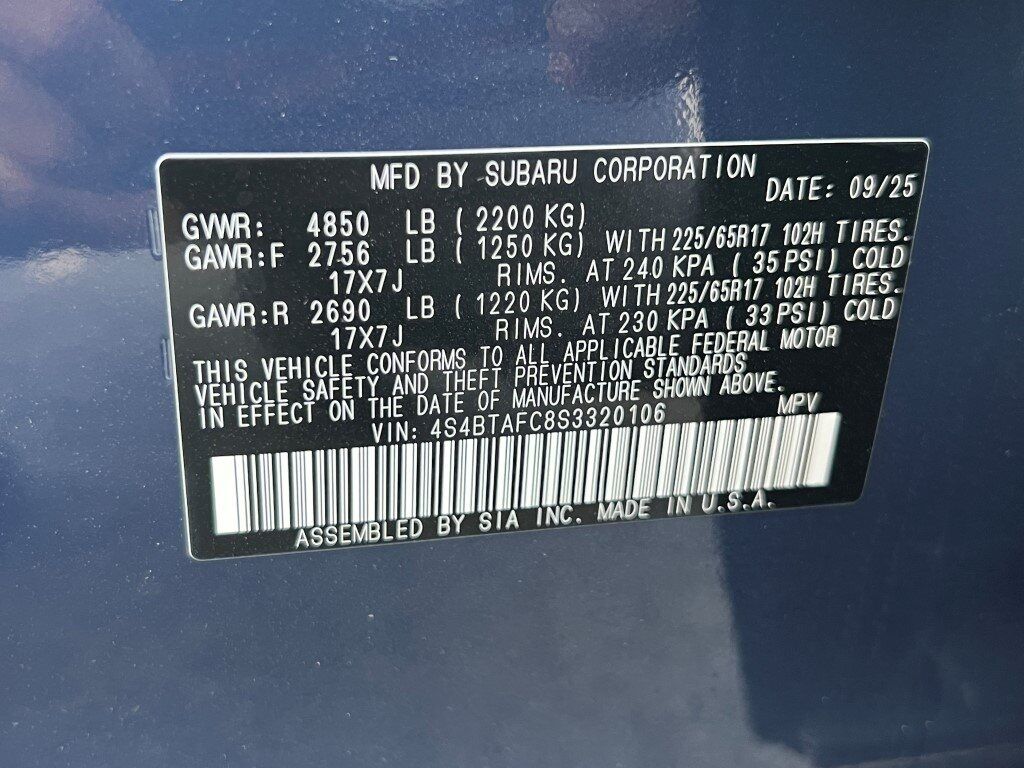 MFD BY SUBARU CORPORATION DATE: 09/25
GVWR: 4850 LB ( 2200 KG)
GAWR:F 2756 LB ( 1250 KG) WITH 225/65R17 102H TIRES.
17X7J RIMS. AT 240 KPA ( 35 PSI) COLD
GAWR:R 2690 LB ( 1220 KG) WITH 225/65R17 102H TIRES.
17X7J RIMS. AT 230 KPA ( 33 PSI) COLD
THIS VEHICLE CONFORMS TO ALL APPLICABLE FEDERAL MOTOR
VEHICLE SAFETY AND THEFT PREVENTION STANDARDS
IN EFFECT ON THE DATE OF MANUFACTURE SHOWN ABOVE.
VIN: 4S4BTAFC8S3320106 MPV
ASSEMBLED BY SIA INC. MADE IN U.S.A.